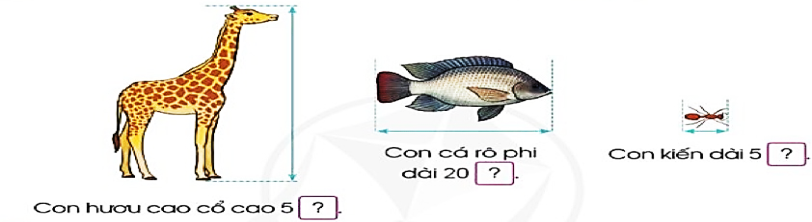 Con hươu cao cổ cao 5 ?.
Con cá rô phi
dài 20 ?.
Con kiến dài 5 ?.